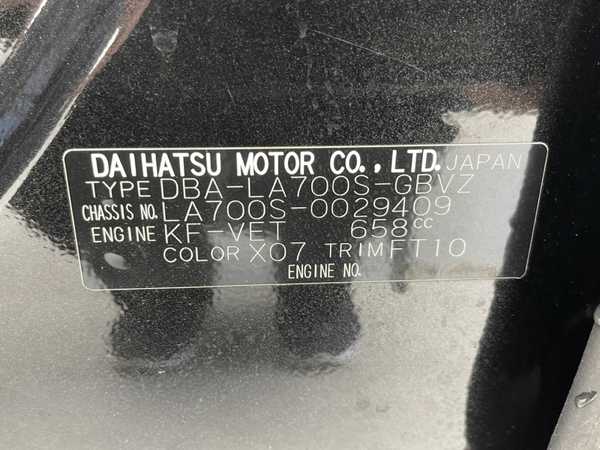 DAIHATSU MOTOR CO., LTD. JAPAN
TYPE DBA-LA700S-GBVZ
CHASSIS NO. LA700S-0029409
ENGINE KF-VET 658cc
COLOR X07 TRIM FT10
ENGINE NO.